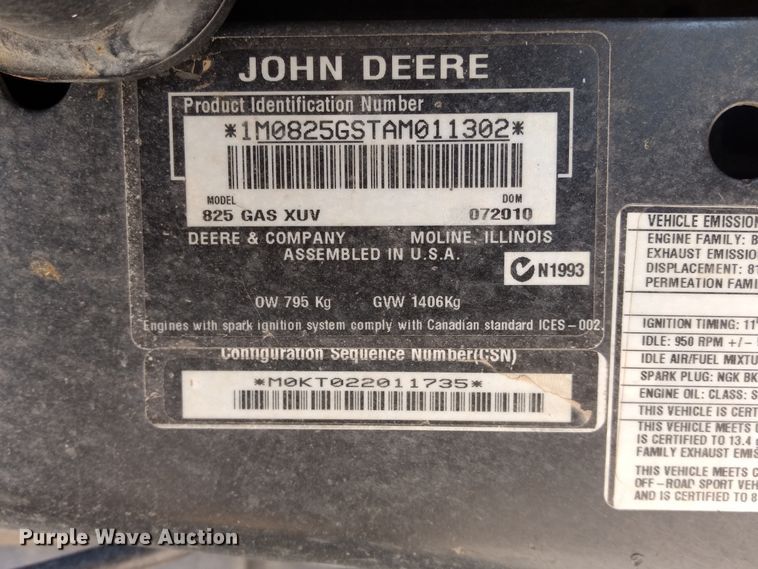 JOHN DEERE
Product Identification Number
*1M0825GSTAM011302*
MODEL DOM
825 GAS XUV 072010
DEERE & COMPANY MOLINE, ILLINOIS
ASSEMBLED IN U.S.A.
N1993
OW 795 Kg GVW 1406Kg
Engines with spark ignition system comply with Canadian standard ICES-002
Configuration Sequence Number(CSN)
*M0KT022011735*
VEHICLE EMISSION
ENGINE FAMILY: B
EXHAUST EMISSIO
DISPLACEMENT: 81
PERMEATION FAMI
IGNITION TIMING: 11°
IDLE: 950 RPM +/-
IDLE AIR/FUEL MIXTU
SPARK PLUG: NGK BK
ENGINE OIL: CLASS: S
THIS VEHICLE IS CERT
THIS VEHICLE MEETS U
IS CERTIFIED TO 13.4
FAMILY EXHAUST EMIS
THIS VEHICLE MEETS C
OFF-ROAD SPORT VEH
AND IS CERTIFIED TO 8
Purple Wave Auction